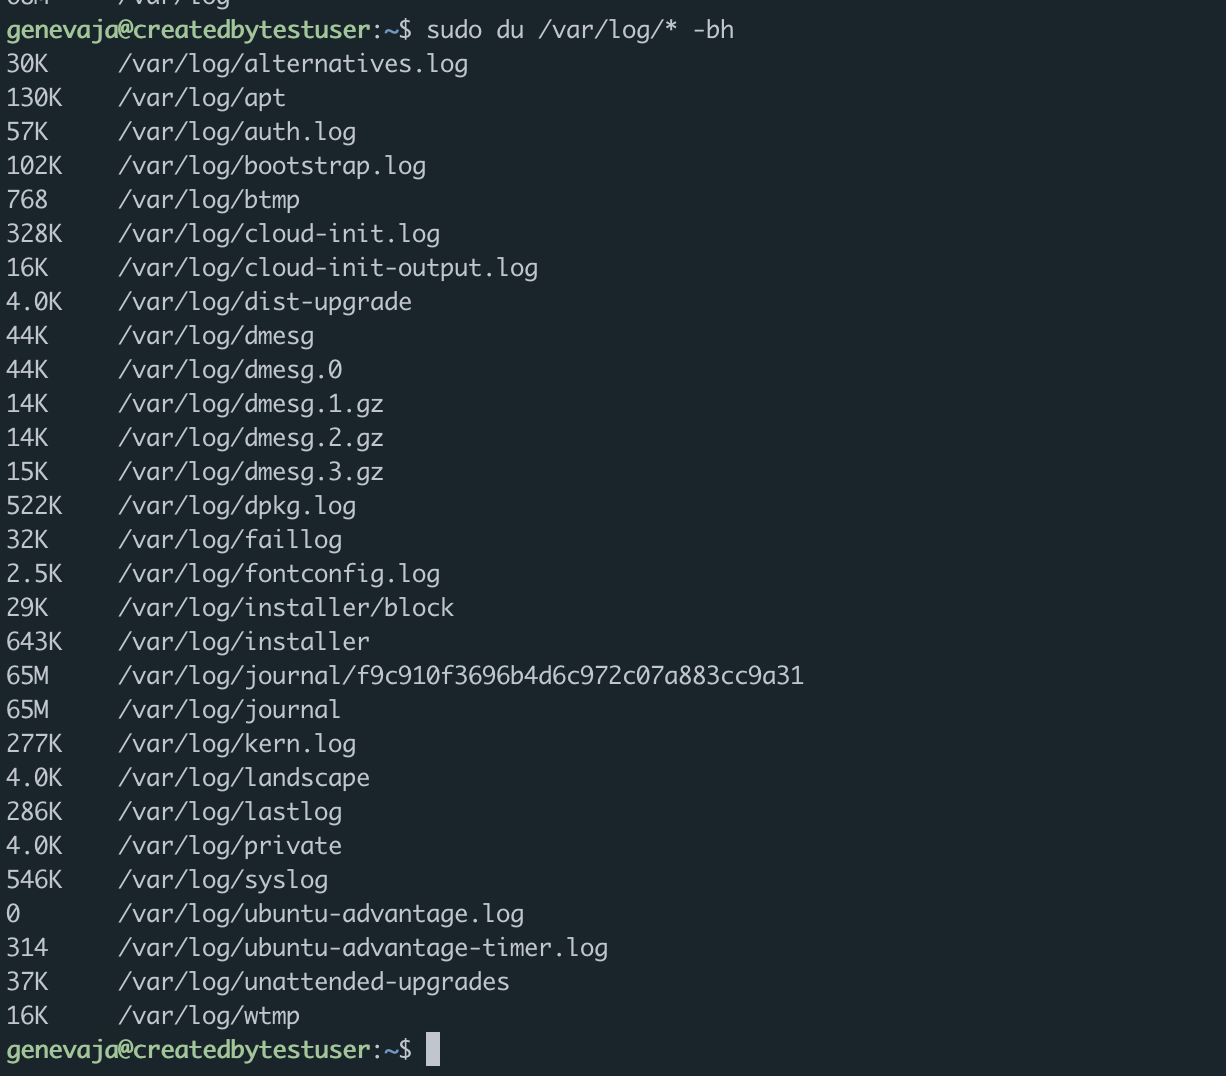 68M /var/log
genevaja@createdbytestuser:~$ sudo du /var/log/* -bh
30K /var/log/alternatives.log
130K /var/log/apt
57K /var/log/auth.log
102K /var/log/bootstrap.log
768 /var/log/btmp
328K /var/log/cloud-init.log
16K /var/log/cloud-init-output.log
4.0K /var/log/dist-upgrade
44K /var/log/dmesg
44K /var/log/dmesg.0
14K /var/log/dmesg.1.gz
14K /var/log/dmesg.2.gz
15K /var/log/dmesg.3.gz
522K /var/log/dpkg.log
32K /var/log/faillog
2.5K /var/log/fontconfig.log
29K /var/log/installer/block
643K /var/log/installer
65M /var/log/journal/f9c910f3696b4d6c972c07a883cc9a31
65M /var/log/journal
277K /var/log/kern.log
4.0K /var/log/landscape
286K /var/log/lastlog
4.0K /var/log/private
546K /var/log/syslog
0 /var/log/ubuntu-advantage.log
314 /var/log/ubuntu-advantage-timer.log
37K /var/log/unattended-upgrades
16K /var/log/wtmp
genevaja@createdbytestuser:~$